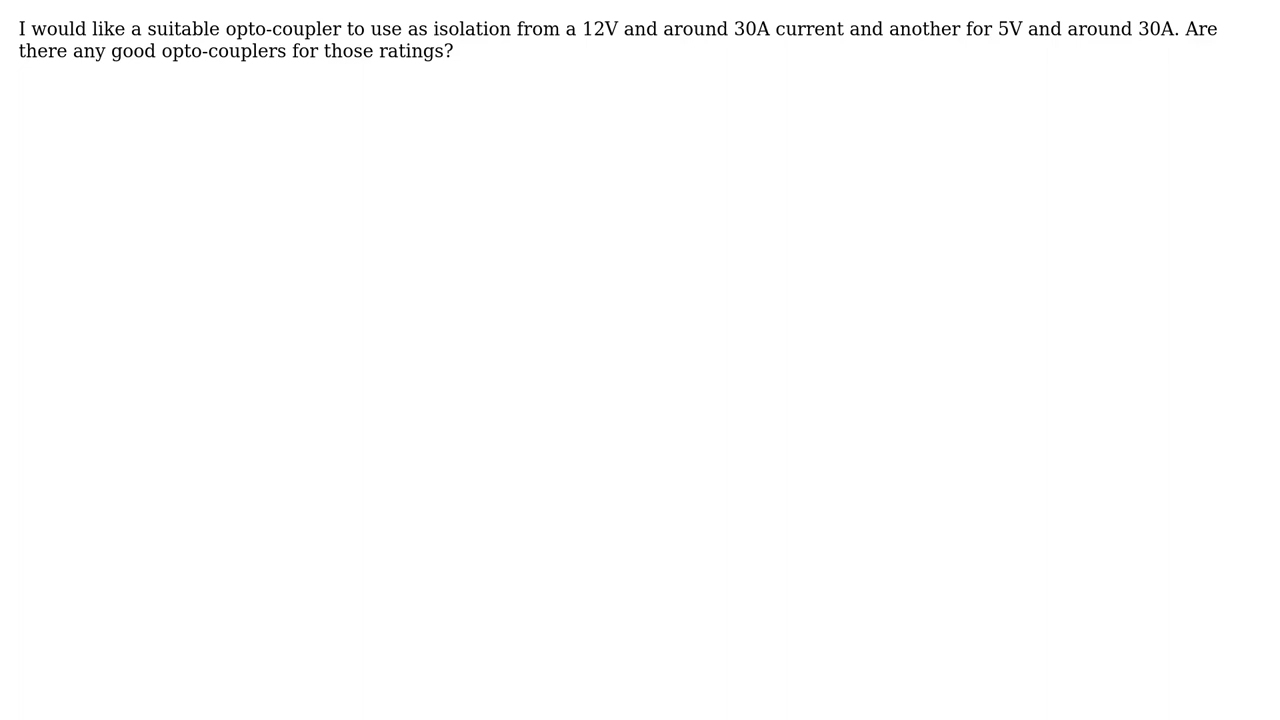 I would like a suitable opto-coupler to use as isolation from a 12V and around 30A current and another for 5V and around 30A. Are
there any good opto-couplers for those ratings?